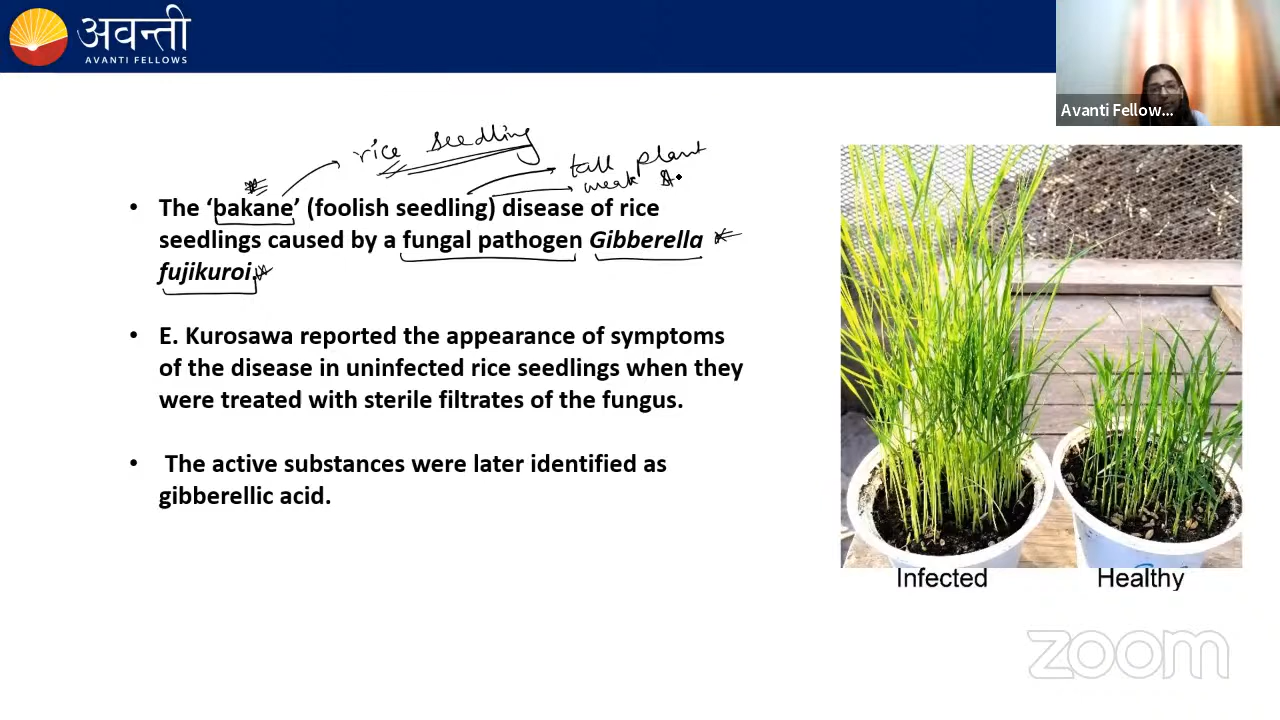 अवन्ती
AVANTI FELLOWS
Avanti Fellow...
rice seedling
tall plant
weak
• The ‘bakane’ (foolish seedling) disease of rice
seedlings caused by a fungal pathogen Gibberella
fujikuroi.
• E. Kurosawa reported the appearance of symptoms
of the disease in uninfected rice seedlings when they
were treated with sterile filtrates of the fungus.
• The active substances were later identified as
gibberellic acid.
Infected
Healthy
zoom